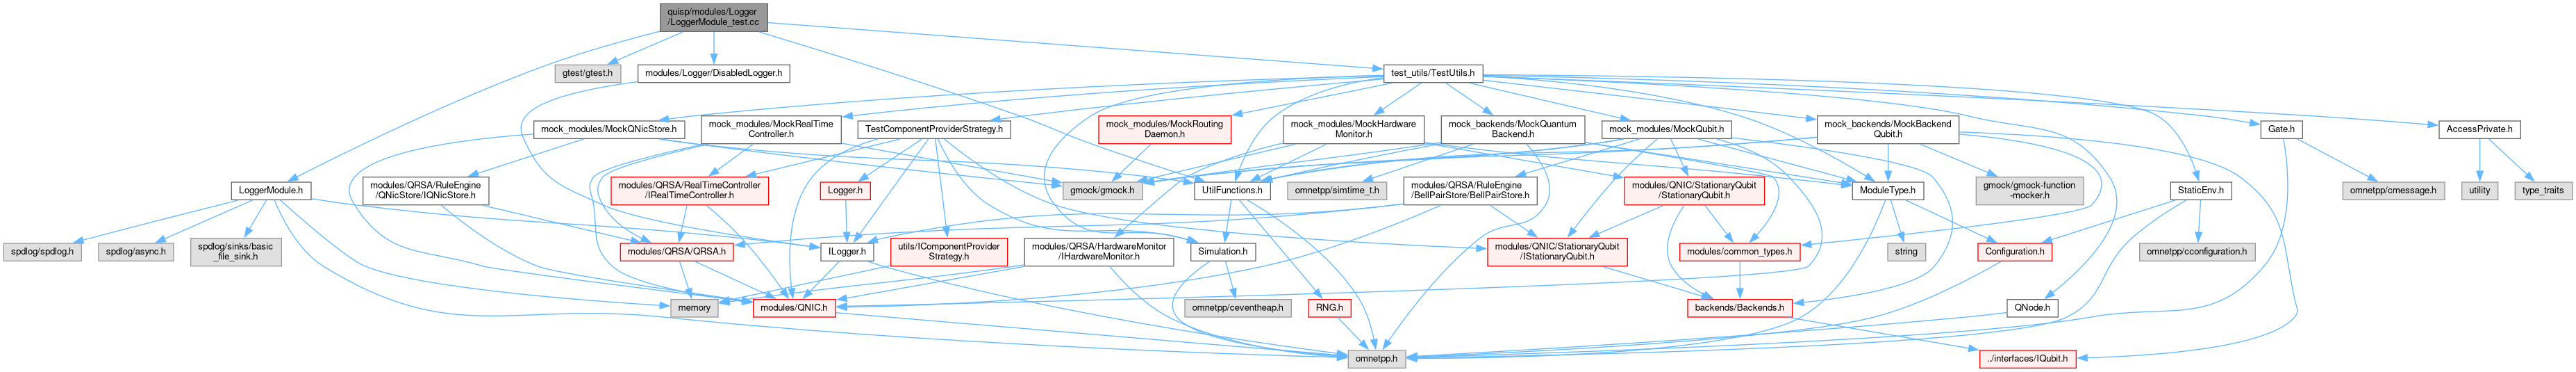 quisp/modules/Logger
/LoggerModule_test.cc
gtest/gtest.h
modules/Logger/DisabledLogger.h
test_utils/TestUtils.h
mock_modules/MockQNicStore.h
mock_modules/MockRealTime
Controller.h
TestComponentProviderStrategy.h
mock_modules/MockRouting
Daemon.h
mock_modules/MockHardware
Monitor.h
mock_backends/MockQuantum
Backend.h
mock_modules/MockQubit.h
mock_backends/MockBackend
Qubit.h
Gate.h
AccessPrivate.h
LoggerModule.h
modules/QRSA/RuleEngine
/QNicStore/IQNicStore.h
modules/QRSA/RealTimeController
/IRealTimeController.h
Logger.h
gmock/gmock.h
UtilFunctions.h
omnetpp/simtime_t.h
modules/QRSA/RuleEngine
/BellPairStore/BellPairStore.h
modules/QNIC/StationaryQubit
/StationaryQubit.h
ModuleType.h
gmock/gmock-function
-mocker.h
StaticEnv.h
omnetpp/cmessage.h
utility
type_traits
spdlog/spdlog.h
spdlog/async.h
spdlog/sinks/basic
_file_sink.h
modules/QRSA/QRSA.h
ILogger.h
utils/IComponentProvider
Strategy.h
modules/QRSA/HardwareMonitor
/IHardwareMonitor.h
Simulation.h
modules/QNIC/StationaryQubit
/IStationaryQubit.h
modules/common_types.h
string
Configuration.h
omnetpp/cconfiguration.h
memory
modules/QNIC.h
omnetpp/ceventheap.h
RNG.h
backends/Backends.h
QNode.h
omnetpp.h
../interfaces/IQubit.h